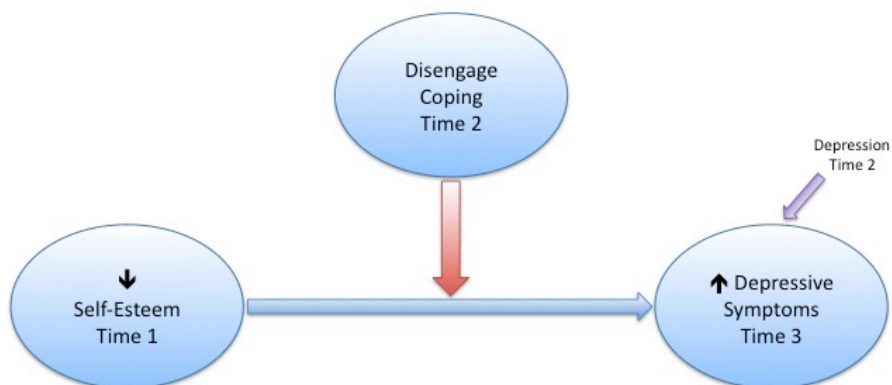 Disengage
Coping
Time 2
Depression
Time 2
↓
Self-Esteem
Time 1
↑ Depressive
Symptoms
Time 3